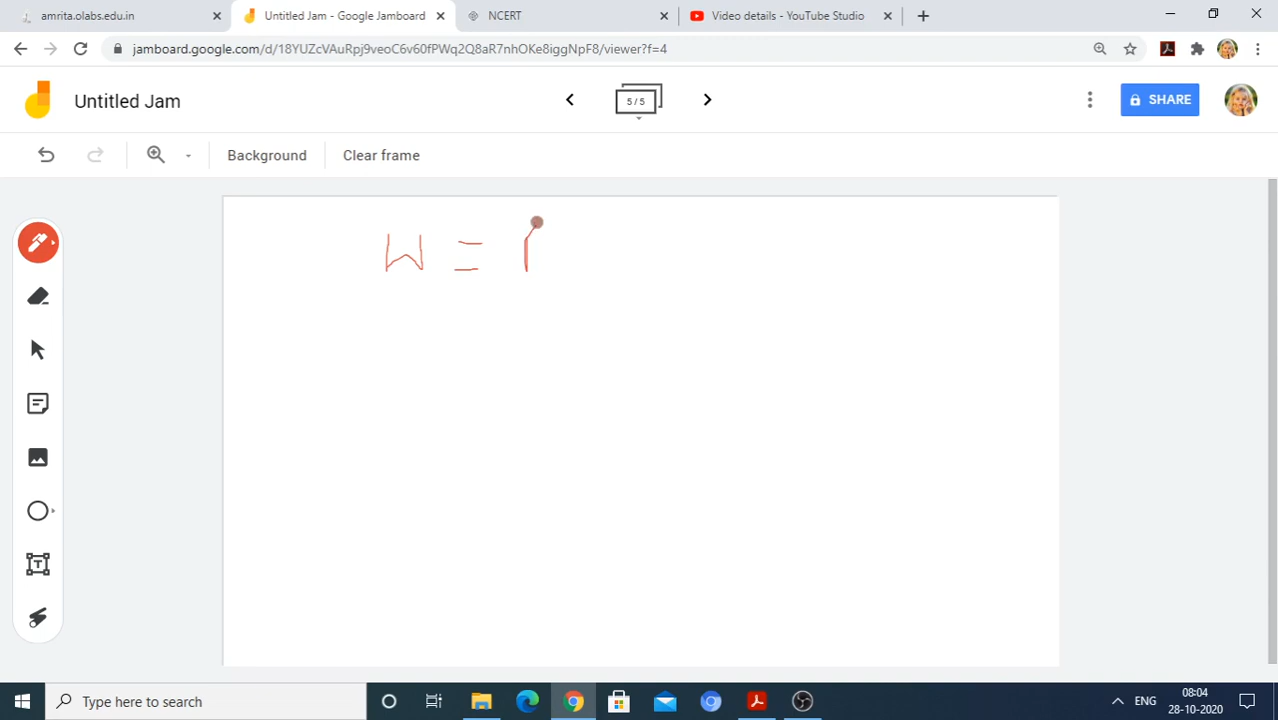 amrita.olabs.edu.in
Untitled Jam - Google Jamboard
NCERT
Video details - YouTube Studio
jamboard.google.com/d/18YUZcVAuRpj9veoC6v60fPWq2Q8aR7nhOKe8iggNpF8/viewer?f=4
Untitled Jam
5 / 5
SHARE
Background
Clear frame
W =
Type here to search
ENG
08:04
28-10-2020